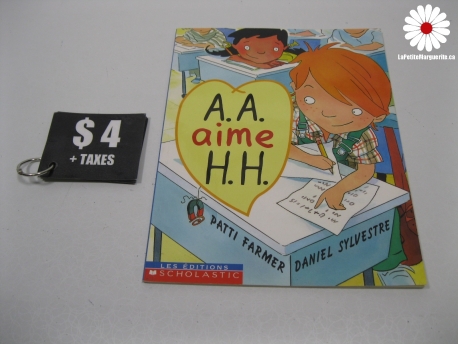 LaPetiteMarguerite.ca
$4
+ TAXES
A. A.
aime
H. H.
PATTI FARMER
DANIEL SYLVESTRE
LES ÉDITIONS
SCHOLASTIC